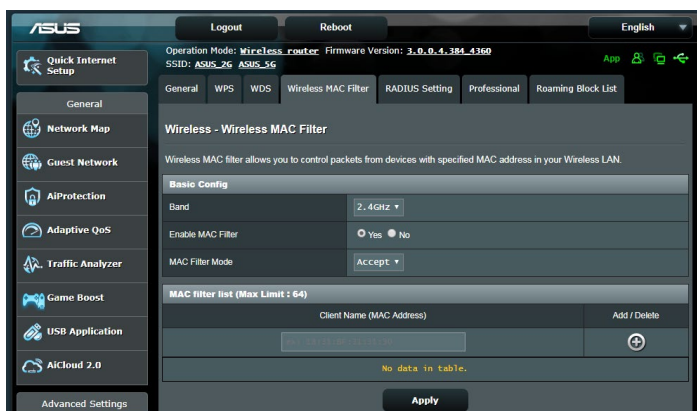 ASUS
Logout
Reboot
English
Operation Mode: Wireless router Firmware Version: 3.0.0.4.384_4360
SSID: ASUS_2G ASUS_5G
App
Quick Internet
Setup
General
Network Map
Guest Network
AiProtection
Adaptive QoS
Traffic Analyzer
Game Boost
USB Application
AiCloud 2.0
Advanced Settings
General WPS WDS Wireless MAC Filter RADIUS Setting Professional Roaming Block List
Wireless - Wireless MAC Filter
Wireless MAC filter allows you to control packets from devices with specified MAC address in your Wireless LAN.
Basic Config
Band 2.4GHz
Enable MAC Filter Yes No
MAC Filter Mode Accept
MAC filter list (Max Limit : 64)
Client Name (MAC Address) Add / Delete
No data in table.
Apply